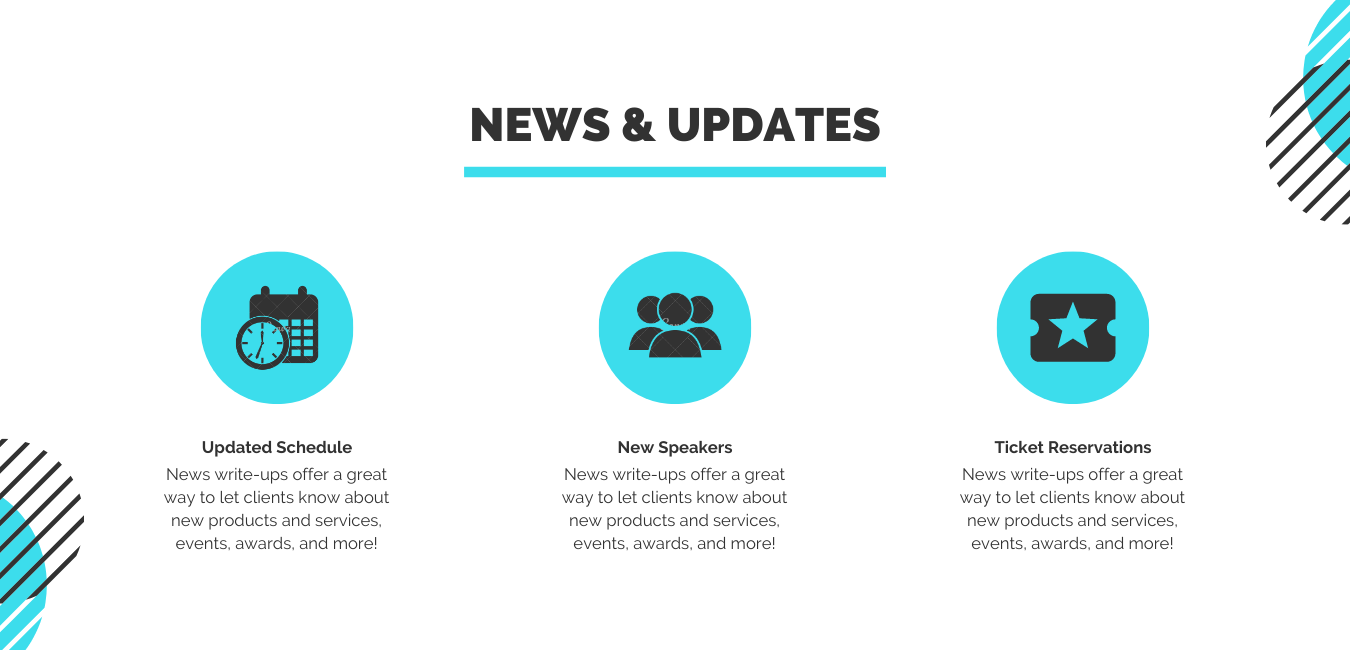 NEWS & UPDATES
Updated Schedule
News write-ups offer a great
way to let clients know about
new products and services,
events, awards, and more!
New Speakers
News write-ups offer a great
way to let clients know about
new products and services,
events, awards, and more!
Ticket Reservations
News write-ups offer a great
way to let clients know about
new products and services,
events, awards, and more!